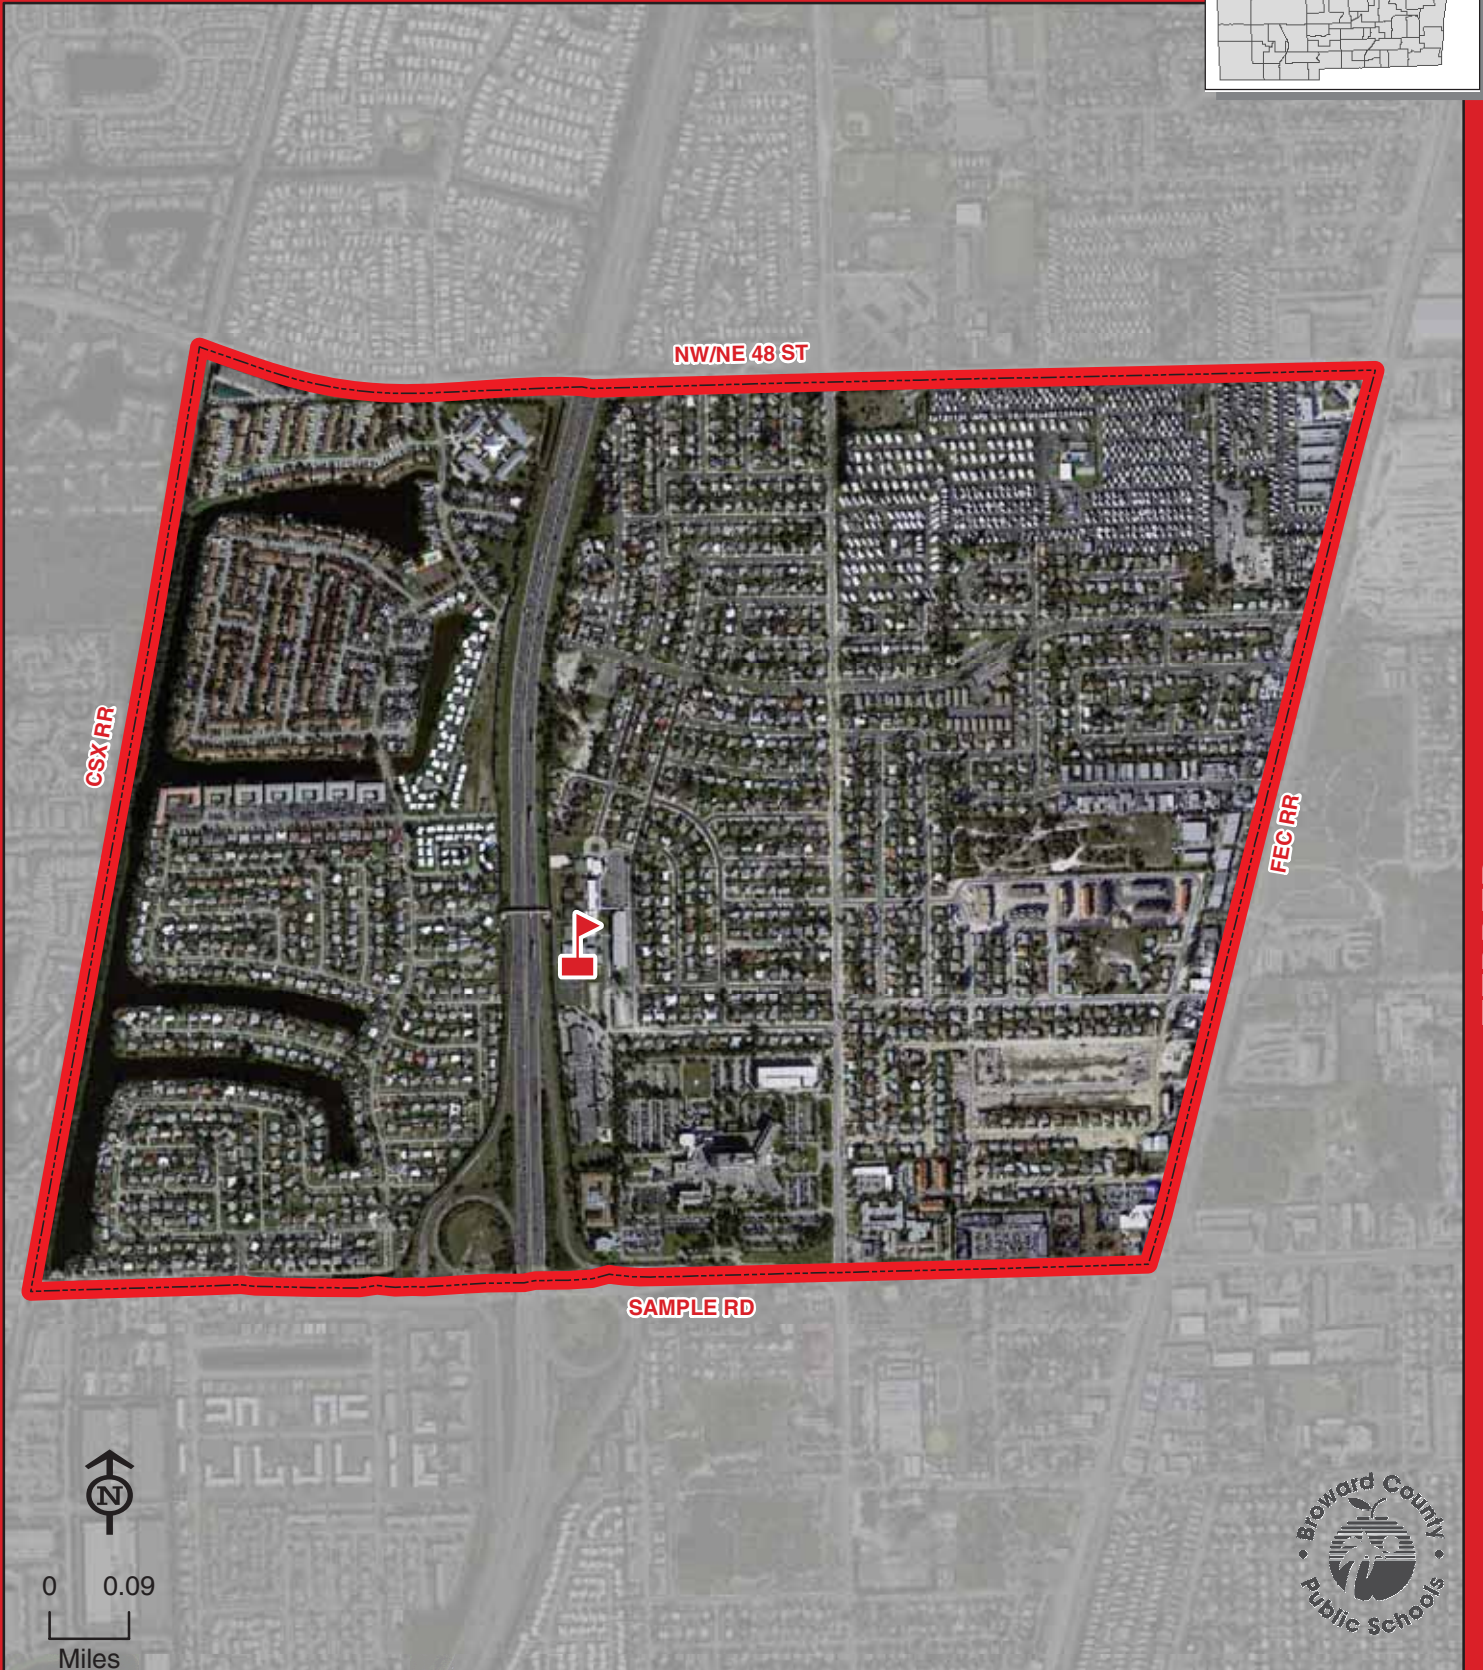 NW/NE 48 ST
CSX RR
FEC RR
SAMPLE RD
N
0 0.09
Miles
Broward County
Public Schools